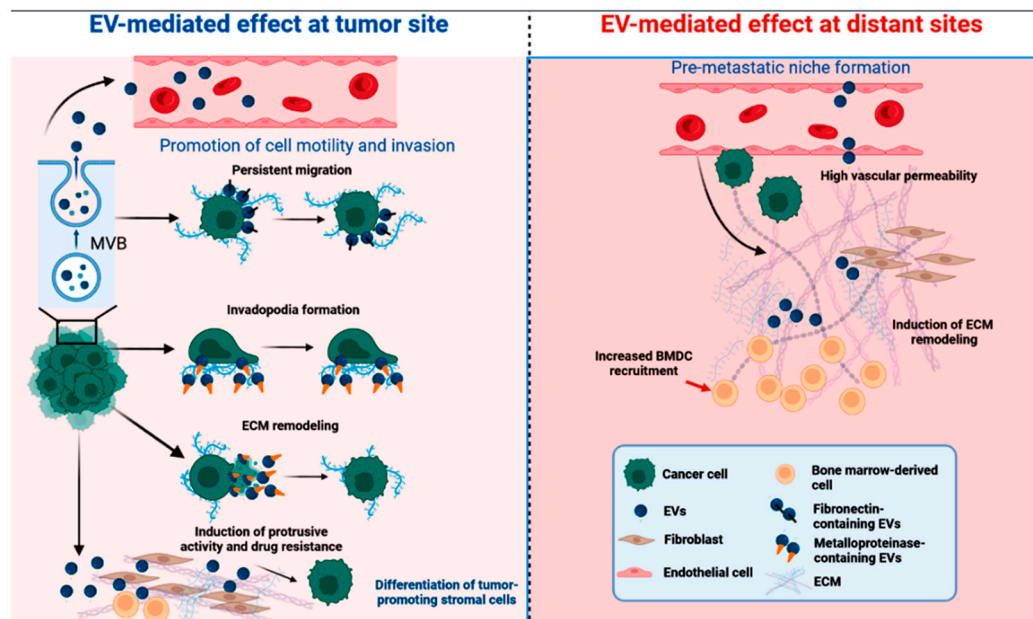 EV-mediated effect at tumor site
Promotion of cell motility and invasion
Persistent migration
MVB
Invadopodia formation
ECM remodeling
Induction of protrusive
activity and drug resistance
Differentiation of tumor-
promoting stromal cells
EV-mediated effect at distant sites
Pre-metastatic niche formation
High vascular permeability
Induction of ECM
remodeling
Increased BMDC
recruitment
Cancer cell
EVs
Fibroblast
Endothelial cell
Bone marrow-derived
cell
Fibronectin-
containing EVs
Metalloproteinase-
containing EVs
ECM